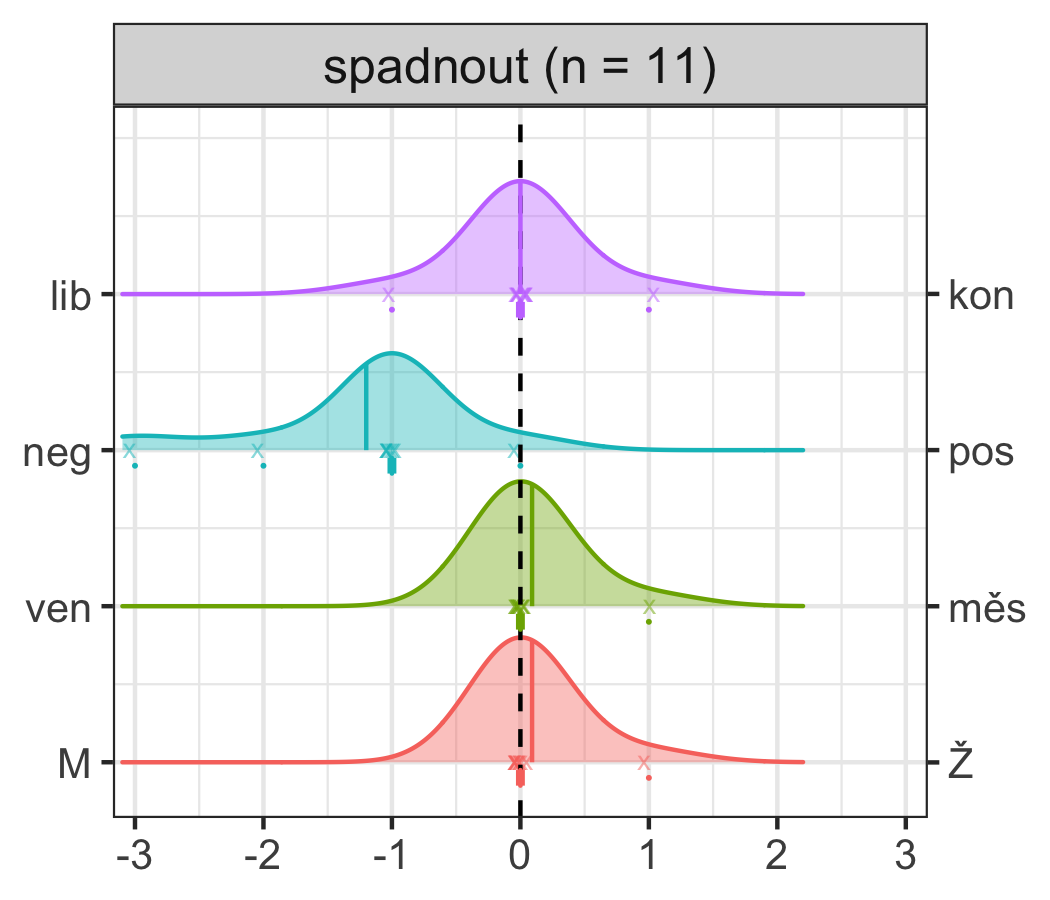 spadnout (n = 11)
lib kon
neg pos
ven měs
M Ž
-3 -2 -1 0 1 2 3